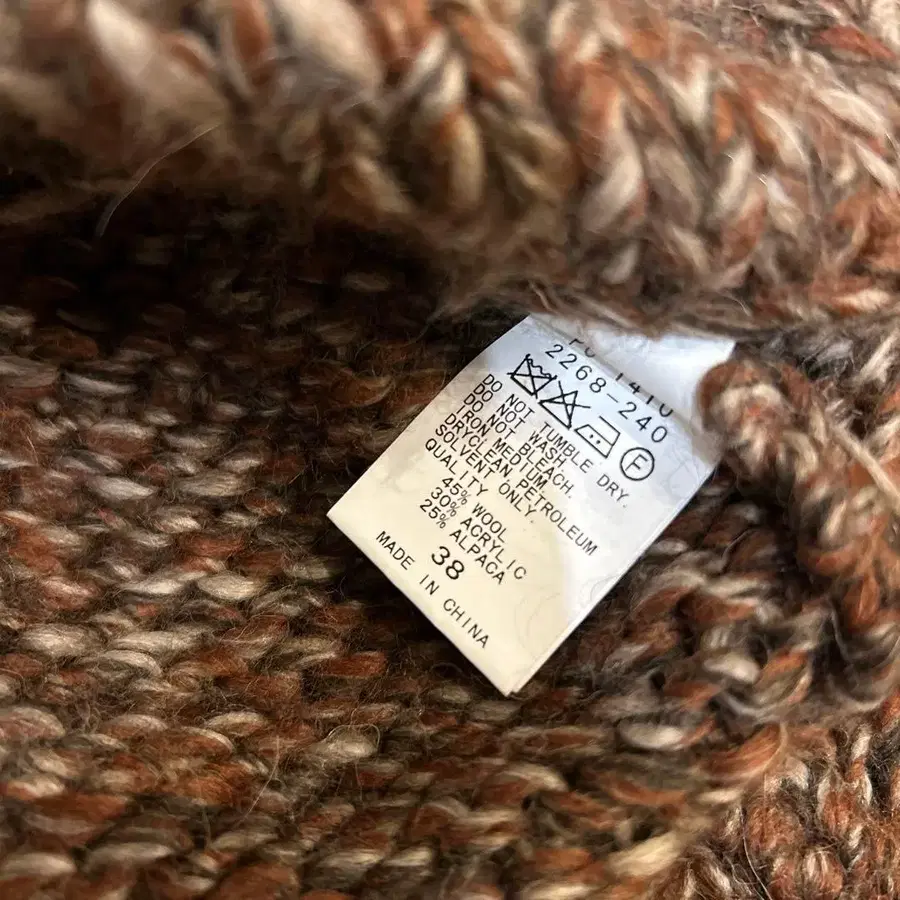 2268-240
F
DO NOT TUMBLE DRY.
DO NOT WASH.
DO NOT BLEACH.
IRON MEDIUM.
DRYCLEAN PETROLEUM
SOLVENT ONLY.
QUALITY
45% WOOL
30% ACRYLIC
25% ALPACA
38
MADE IN CHINA